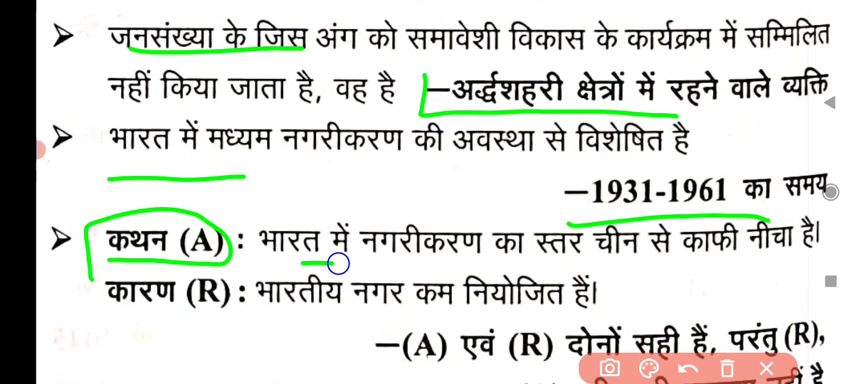 ➢ जनसंख्या के जिस अंग को समावेशी विकास के कार्यक्रम में सम्मिलित
नहीं किया जाता है, वह है –अर्द्धशहरी क्षेत्रों में रहने वाले व्यक्ति
➢ भारत में मध्यम नगरीकरण की अवस्था से विशेषित है
–1931-1961 का समय
➢ कथन (A) : भारत में नगरीकरण का स्तर चीन से काफी नीचा है।
कारण (R) : भारतीय नगर कम नियोजित हैं।
–(A) एवं (R) दोनों सही हैं, परंतु (R),
है